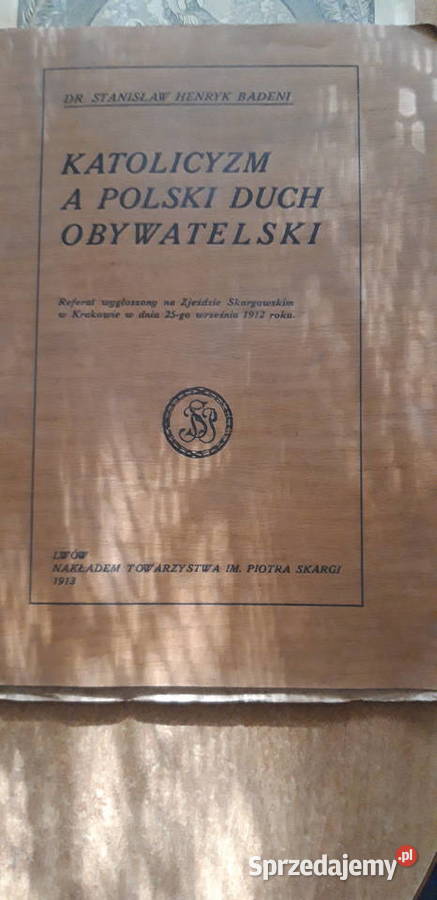 DR. STANISŁAW HENRYK BADENI
KATOLICYZM
A POLSKI DUCH
OBYWATELSKI
Referat wygłoszony na Zjeździe Skargowskim
w Krakowie w dnia 25-go września 1912 roku.
LWÓW
NAKŁADEM TOWARZYSTWA IM. PIOTRA SKARGI
1913
Sprzedajemy.pl